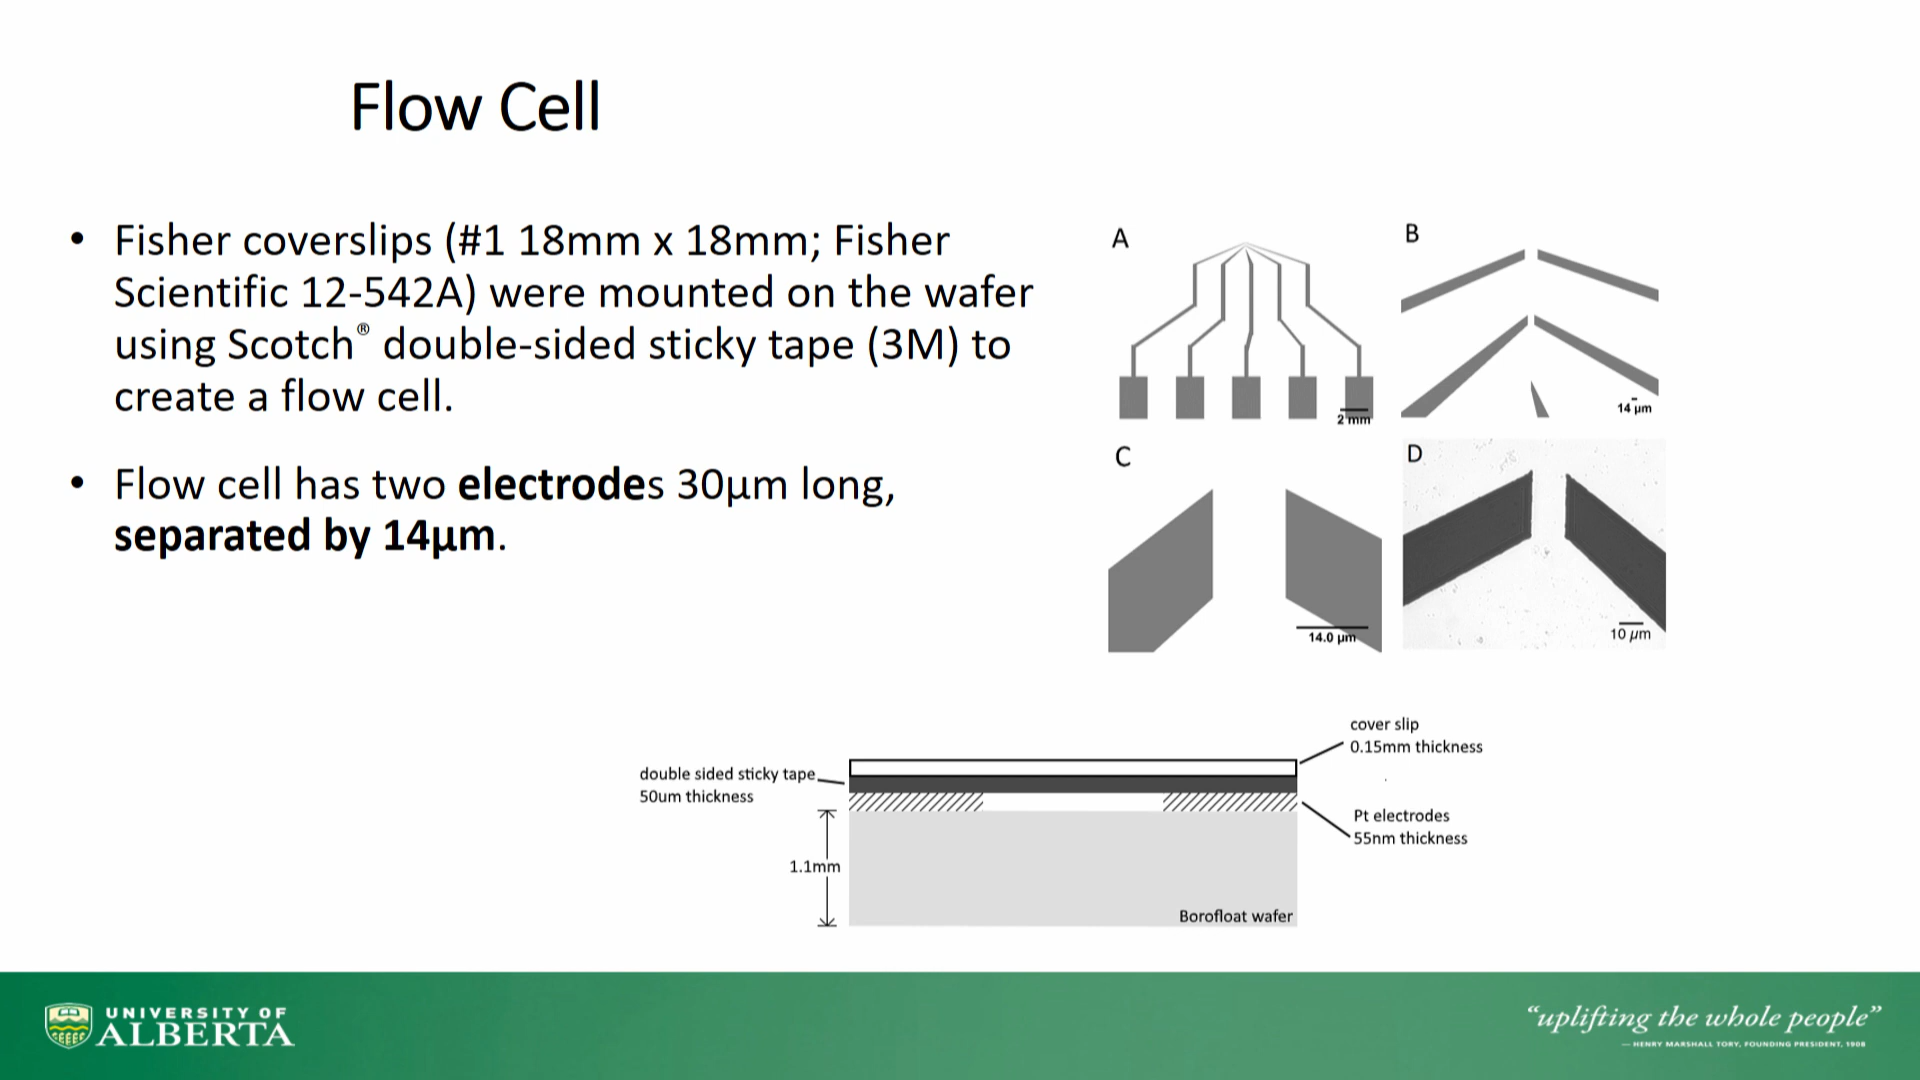 Flow Cell
• Fisher coverslips (#1 18mm x 18mm; Fisher
Scientific 12-542A) were mounted on the wafer
using Scotch® double-sided sticky tape (3M) to
create a flow cell.
• Flow cell has two electrodes 30µm long,
separated by 14µm.
A
B
2 mm
14 µm
C
D
14.0 µm
10 µm
cover slip
0.15mm thickness
double sided sticky tape
50um thickness
Pt electrodes
55nm thickness
1.1mm
Borofloat wafer
UNIVERSITY OF
ALBERTA
“uplifting the whole people”
— HENRY MARSHALL TORY, FOUNDING PRESIDENT, 1908